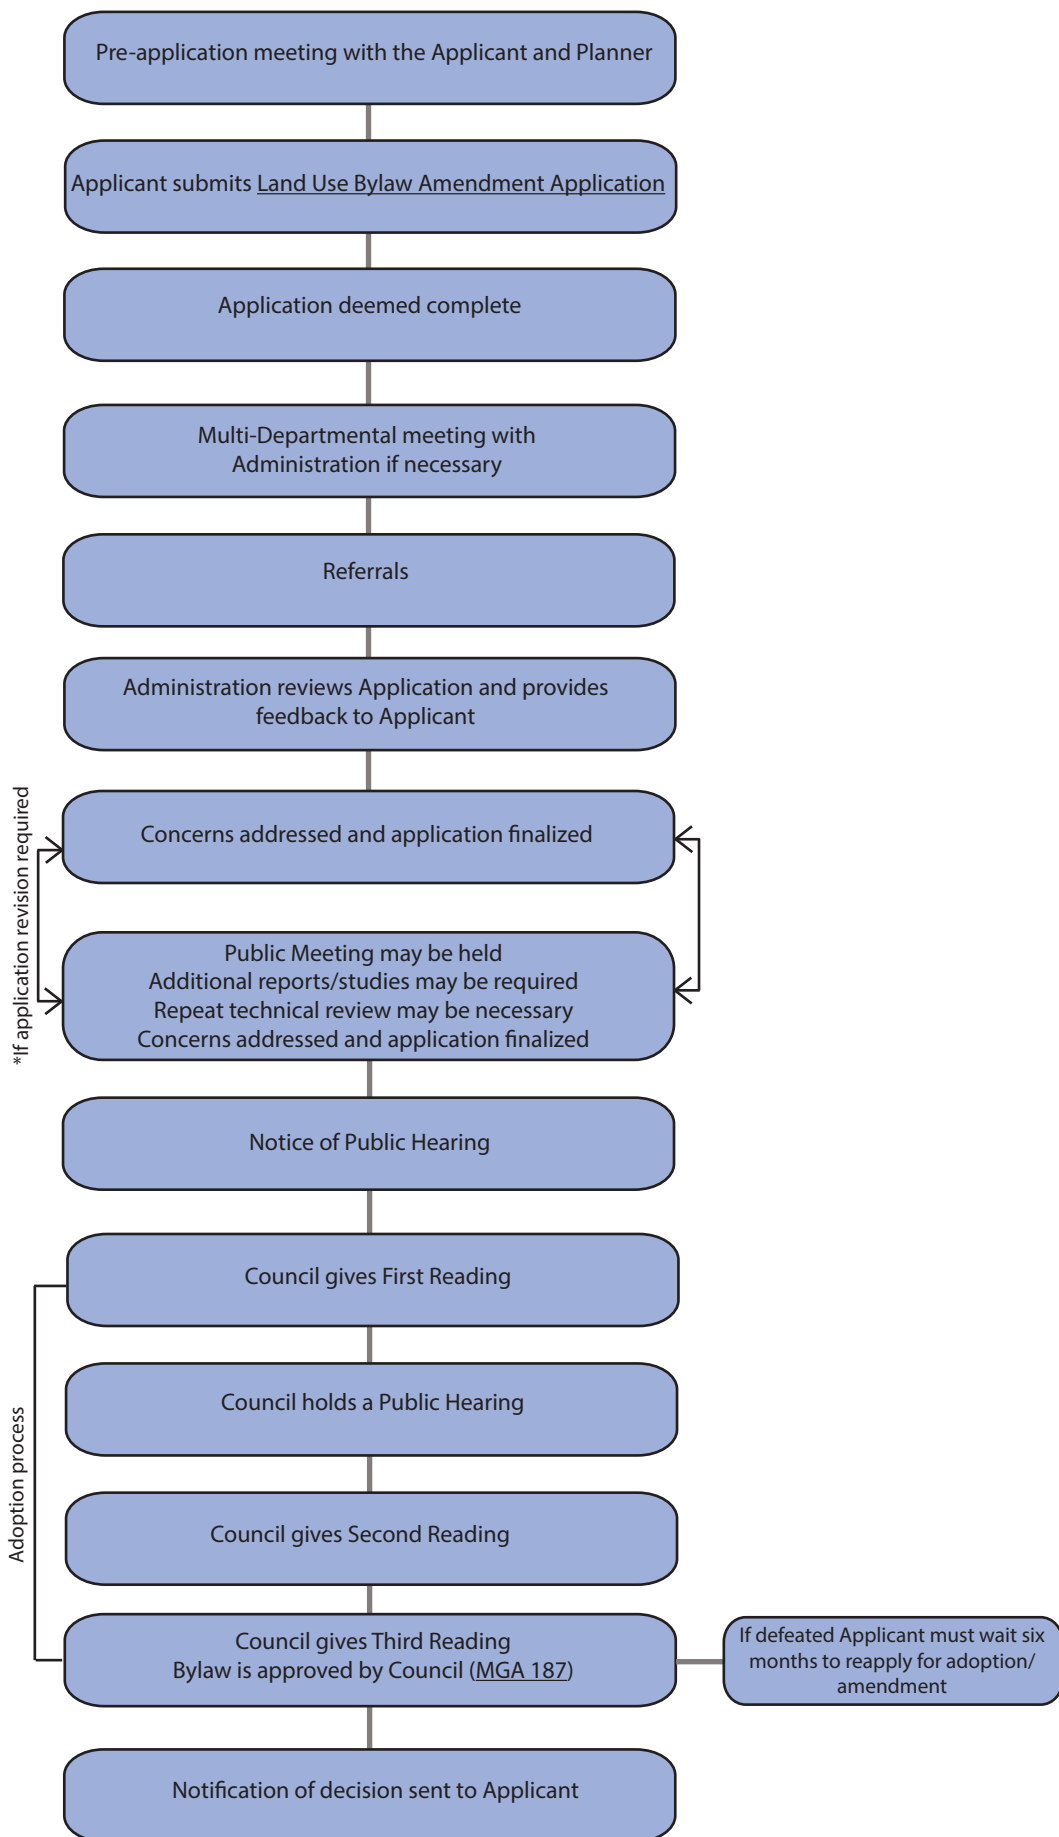 Pre-application meeting with the Applicant and Planner
Applicant submits Land Use Bylaw Amendment Application
Application deemed complete
Multi-Departmental meeting with
Administration if necessary
Referrals
Administration reviews Application and provides
feedback to Applicant
*If application revision required
Concerns addressed and application finalized
Public Meeting may be held
Additional reports/studies may be required
Repeat technical review may be necessary
Concerns addressed and application finalized
Notice of Public Hearing
Adoption process
Council gives First Reading
Council holds a Public Hearing
Council gives Second Reading
Council gives Third Reading
Bylaw is approved by Council (MGA 187)
If defeated Applicant must wait six
months to reapply for adoption/
amendment
Notification of decision sent to Applicant